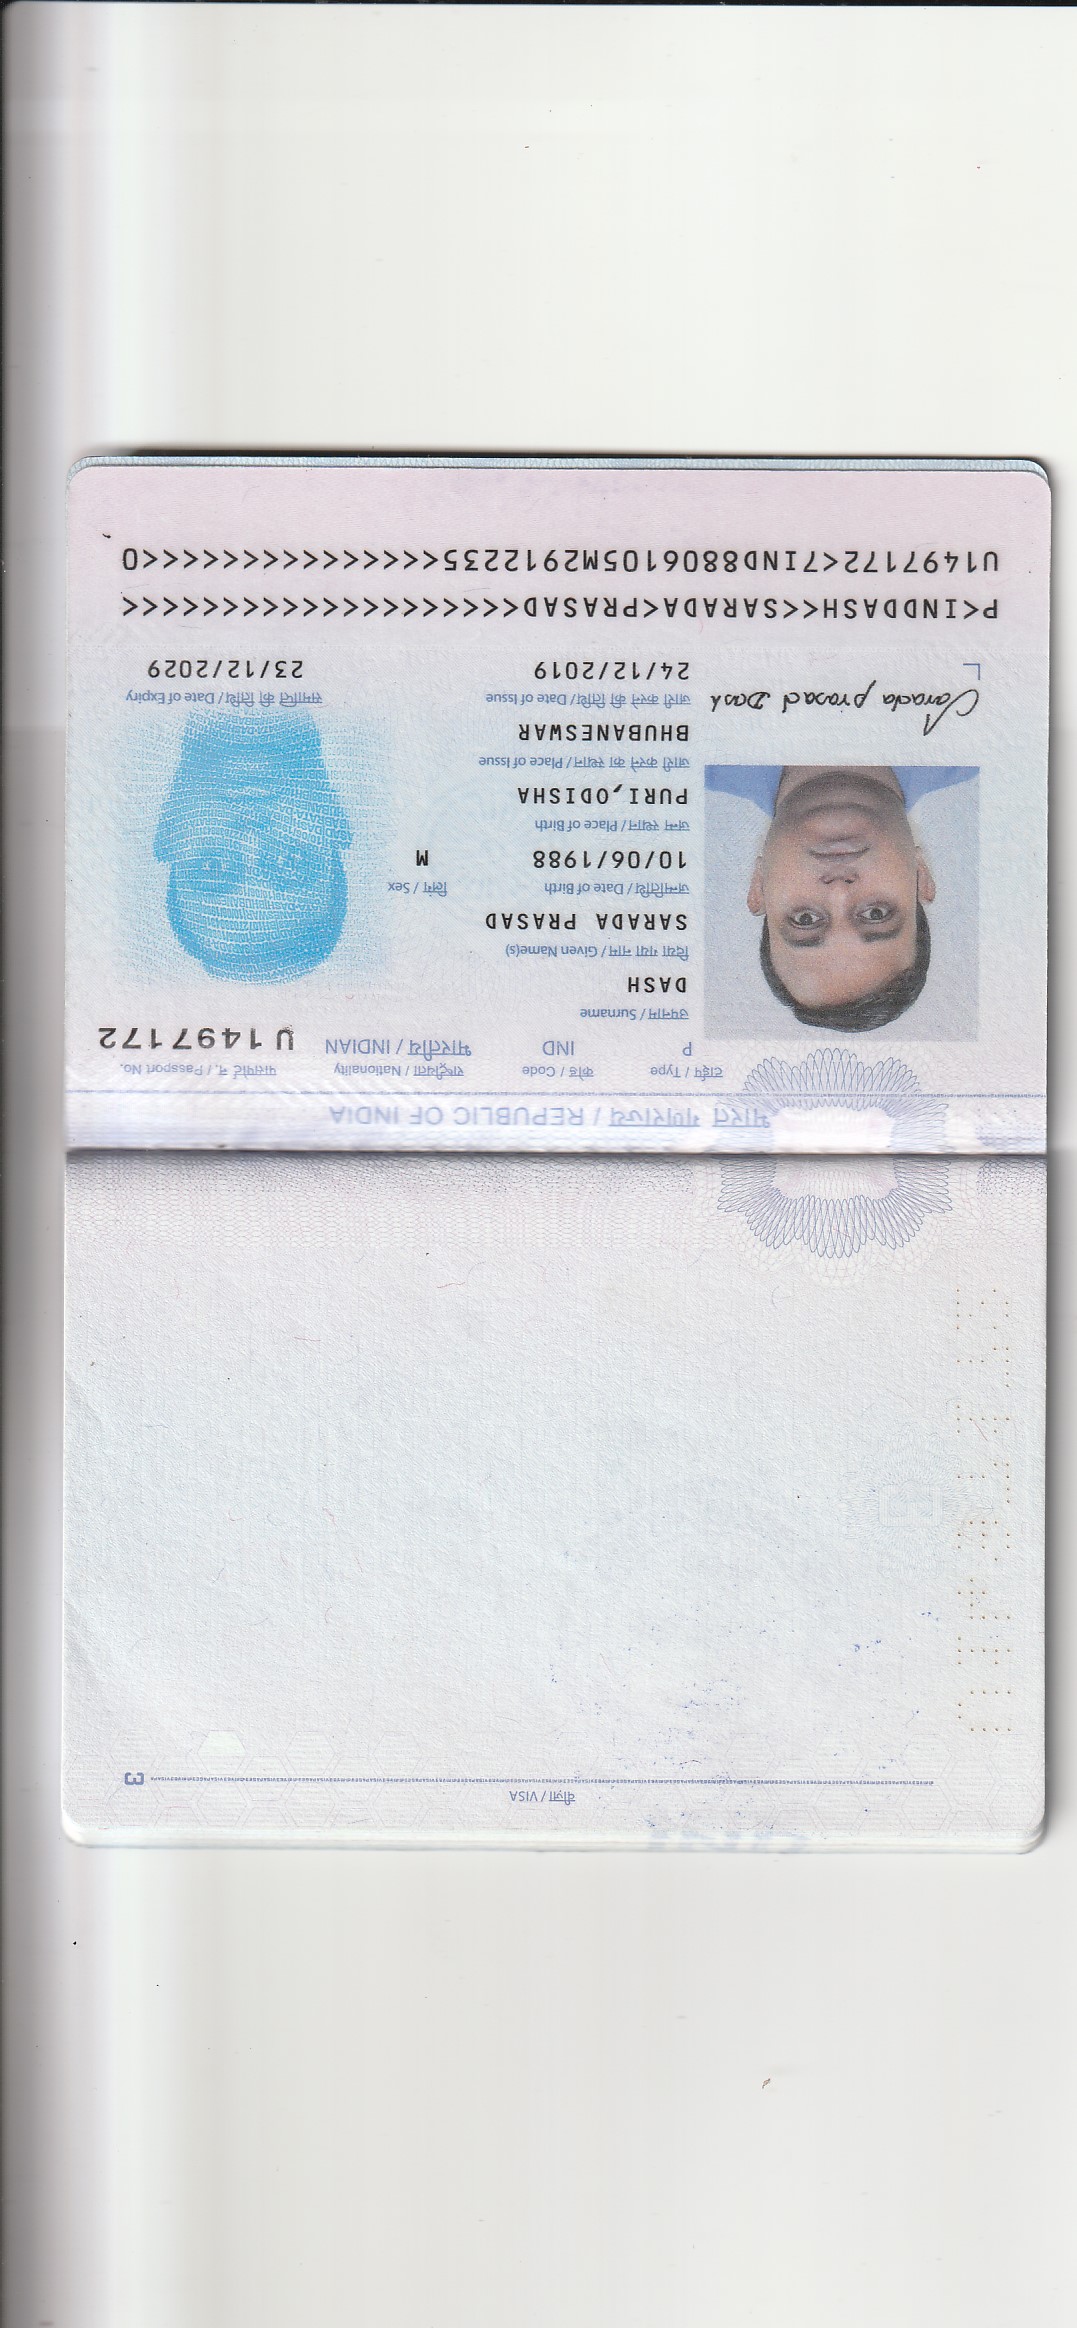 वीज़ा / VISA
3
भारत गणराज्य / REPUBLIC OF INDIA
टाईप / Type
कोड / Code
राष्ट्रीयता / Nationality
पासपोर्ट न. / Passport No.
P
IND
भारतीय / INDIAN
U 1497172
उपनाम / Surname
DASH
दिया गया नाम / Given Name(s)
SARADA PRASAD
जन्मतिथि / Date of Birth
लिंग / Sex
10/06/1988
M
जन्म स्थान / Place of Birth
PURI,ODISHA
जारी करने का स्थान / Place of Issue
BHUBANESWAR
Sarada prasad Dash
जारी करने की तिथि / Date of Issue
समाप्ति की तिथि / Date of Expiry
24/12/2019
23/12/2029
P<INDDASH<<SARADA<PRASAD<<<<<<<<<<<<<<<<<<<<
U1497172<7IND8806105M2912235<<<<<<<<<<<<<<<0